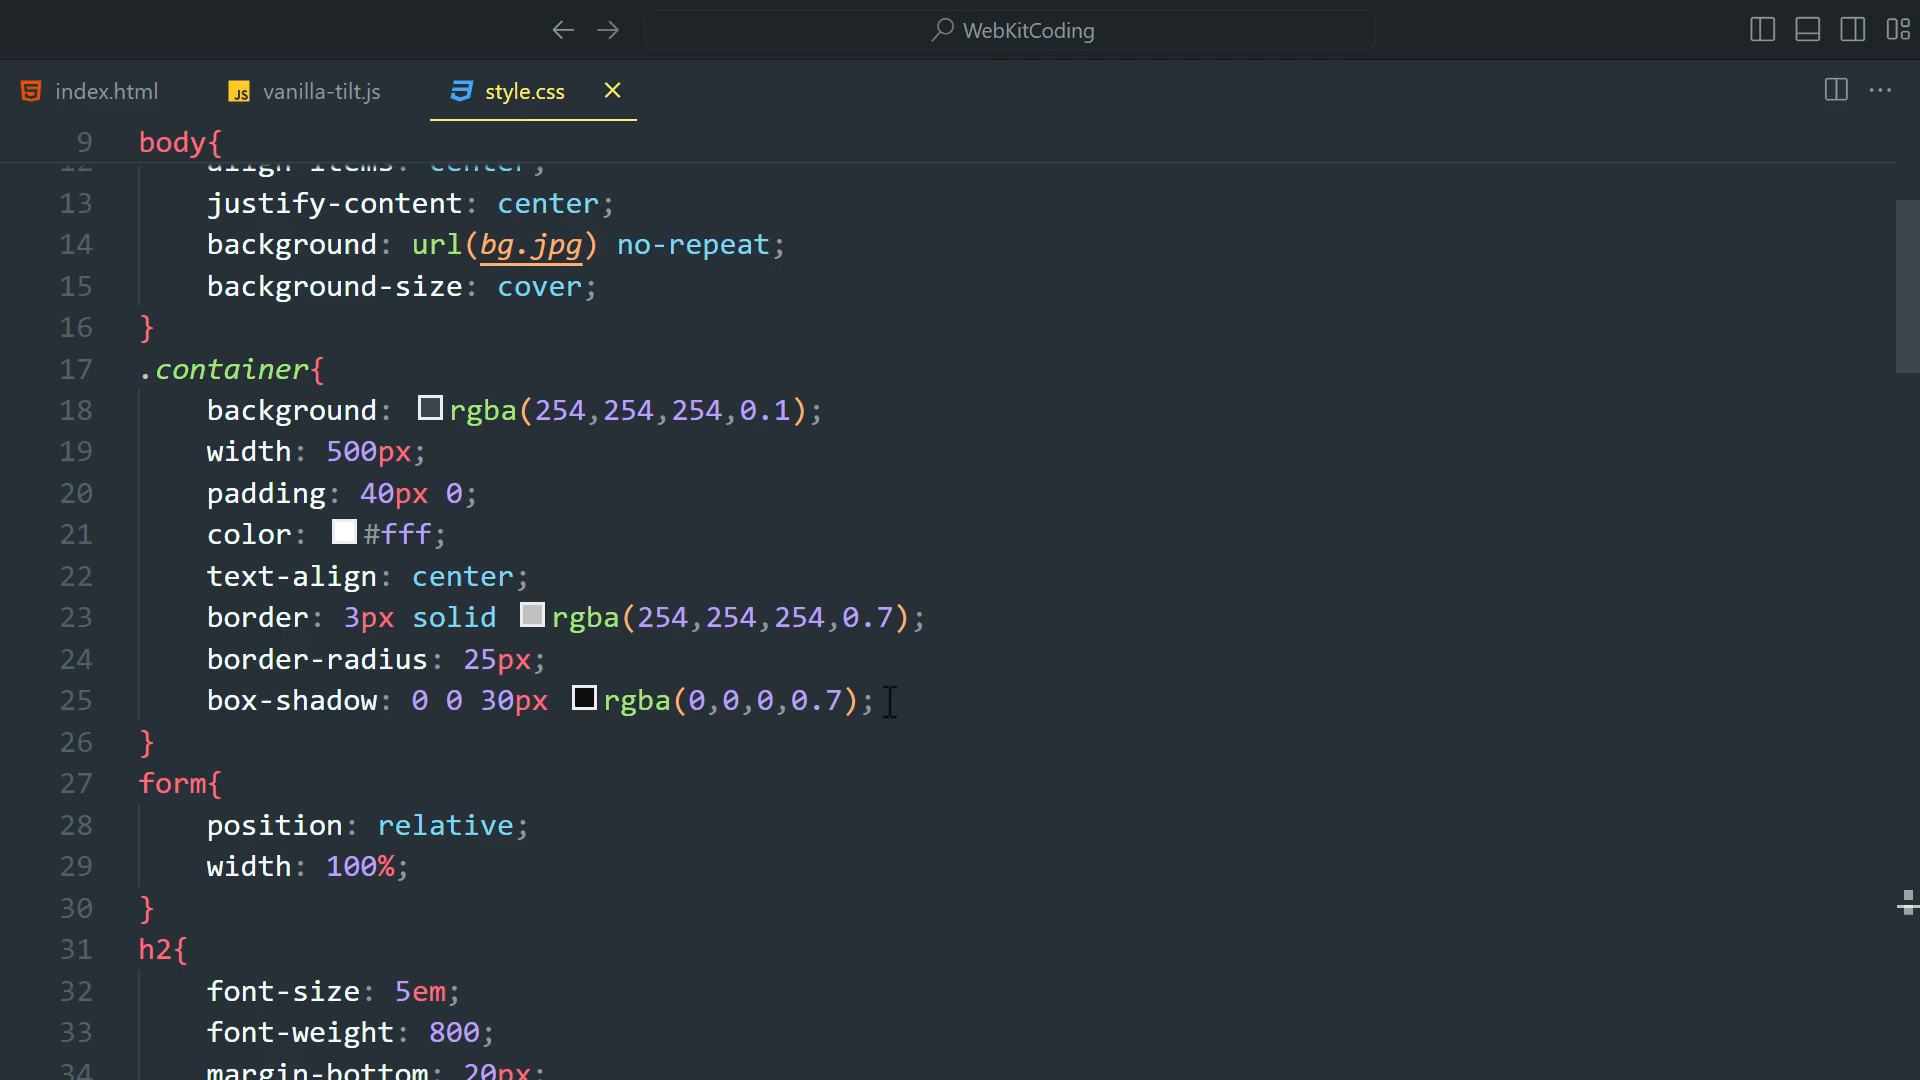 WebKitCoding
index.html
JS vanilla-tilt.js
style.css
9 body{
12 align-items: center;
13 justify-content: center;
14 background: url(bg.jpg) no-repeat;
15 background-size: cover;
16 }
17 .container{
18 background: rgba(254,254,254,0.1);
19 width: 500px;
20 padding: 40px 0;
21 color: #fff;
22 text-align: center;
23 border: 3px solid rgba(254,254,254,0.7);
24 border-radius: 25px;
25 box-shadow: 0 0 30px rgba(0,0,0,0.7);
26 }
27 form{
28 position: relative;
29 width: 100%;
30 }
31 h2{
32 font-size: 5em;
33 font-weight: 800;
34 margin-bottom: 20px;